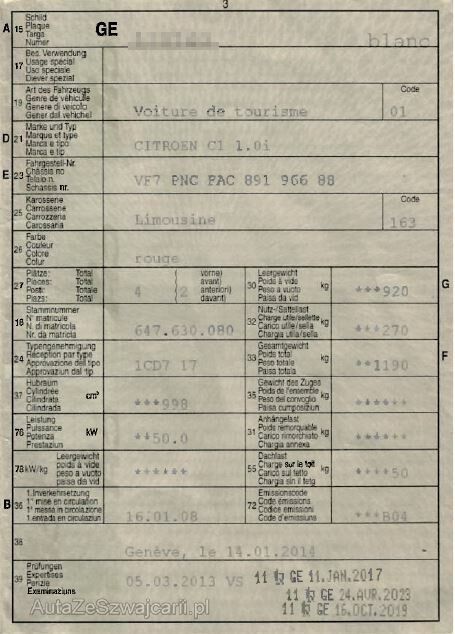 3
A 15 Schild
Plaque
Targa
Numer
GE
blanc
17 Bes. Verwendung
Usage spécial
Uso speciale
Diever spezial
19 Art des Fahrzeugs
Genre de véhicule
Genere di veicolo
Gener dal vehichel
Voiture de tourisme
Code
01
D 21 Marke und Typ
Marque et type
Marca e tipo
Marca e tip
CITROEN C1 1.0i
E 23 Fahrgestell-Nr.
Châssis no
Telaio n.
Schassis nr.
VF7 PNC FAC 891 966 88
25 Karosserie
Carrosserie
Carrozzeria
Carossaria
Limousine
Code
163
26 Farbe
Couleur
Colore
Colur
rouge
27 Plätze: Total
Places: Total
Posti: Totale
Plazs: Total
4 ( 2
vorne)
avant)
anteriori)
davant)
30 Leergewicht
Poids à vide
Peso a vuoto
Paisa da vid
kg
***920
G
18 Stammnummer
N° matricule
N. di matricola
Nr. da matricla
647.630.080
32 Nutz-/Sattellast
Charge utile/sellette
Carico utile/sella
Chargia utila/sella
kg
***270
24 Typengenehmigung
Réception par type
Approvazione del tipo
Approvaziun dal tip
1CD7 17
33 Gesamtgewicht
Poids total
Peso totale
Paisa totala
kg
**1190
F
37 Hubraum
Cylindrée
Cilindrata
Cilindrada
cm³
***998
35 Gewicht des Zuges
Poids de l'ensemble
Peso del convoglio
Paisa cumposiziun
kg
******
76 Leistung
Puissance
Potenza
Prestaziun
kW
**50.0
31 Anhängelast
Poids remorquable
Carico rimorchiato
Chargia annexa
kg
******
78 kW/kg Leergewicht
poids à vide
peso a vuoto
paisa da vid
******
55 Dachlast
Charge sur le toit
Carico sul tetto
Chargia sin il tetg
kg
****50
B 36 1. Inverkehrsetzung
1re mise en circulation
1a messa in circolazione
1. entrada en circulaziun
16.01.08
72 Emissionscode
Code émissions
Codice emissioni
Code d'emissiuns
***B04
38
Genève, le 14.01.2014
39 Prüfungen
Expertises
Perizie
Examinaziuns
05.03.2013 VS
11 GE 11. JAN. 2017
11 GE 24. AVR. 2023
11 GE 16. OCT. 2019
AutaZeSzwajcarii.pl